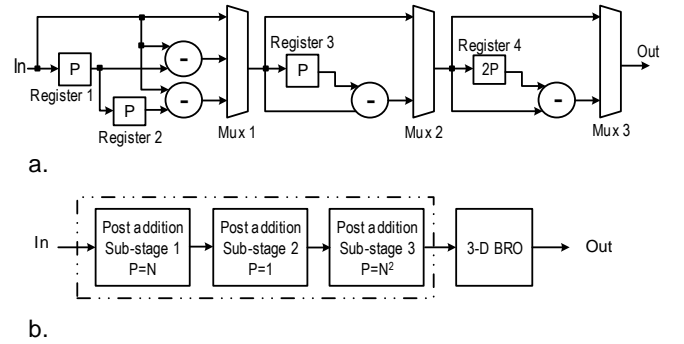 In
P
Register 1
P
Register 2
-
-
Mux 1
Register 3
P
-
Mux 2
Register 4
2P
-
Mux 3
Out
a.
In
Post addition
Sub-stage 1
P=N
Post addition
Sub-stage 2
P=1
Post addition
Sub-stage 3
P=N²
3-D BRO
Out
b.